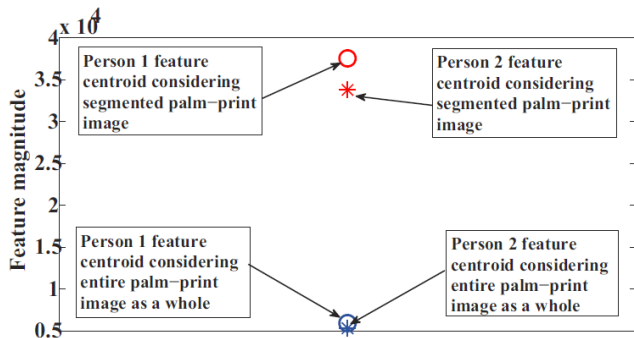 x 10^4
4
3.5
3
2.5
2
1.5
1
0.5
Feature magnitude
Person 1 feature
centroid considering
segmented palm−print
image
Person 2 feature
centroid considering
segmented palm−print
image
Person 1 feature
centroid considering
entire palm−print
image as a whole
Person 2 feature
centroid considering
entire palm−print
image as a whole